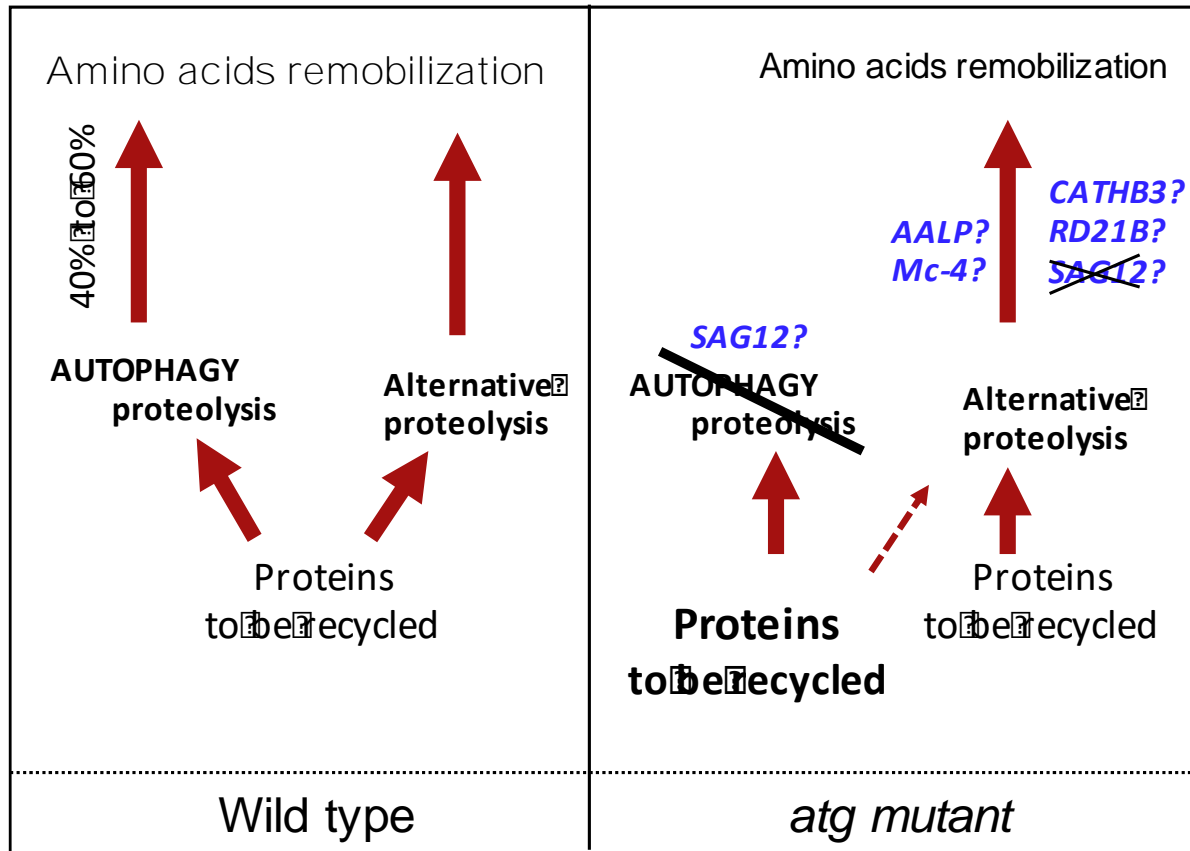 Amino acids remobilization
40% to 60%
AUTOPHAGY
proteolysis
Alternative
proteolysis
Proteins
to be recycled
Wild type
Amino acids remobilization
AALP?
Mc-4?
CATHB3?
RD21B?
SAG12?
SAG12?
AUTOPHAGY
proteolysis
Alternative
proteolysis
Proteins
to be recycled
Proteins
to be recycled
atg mutant